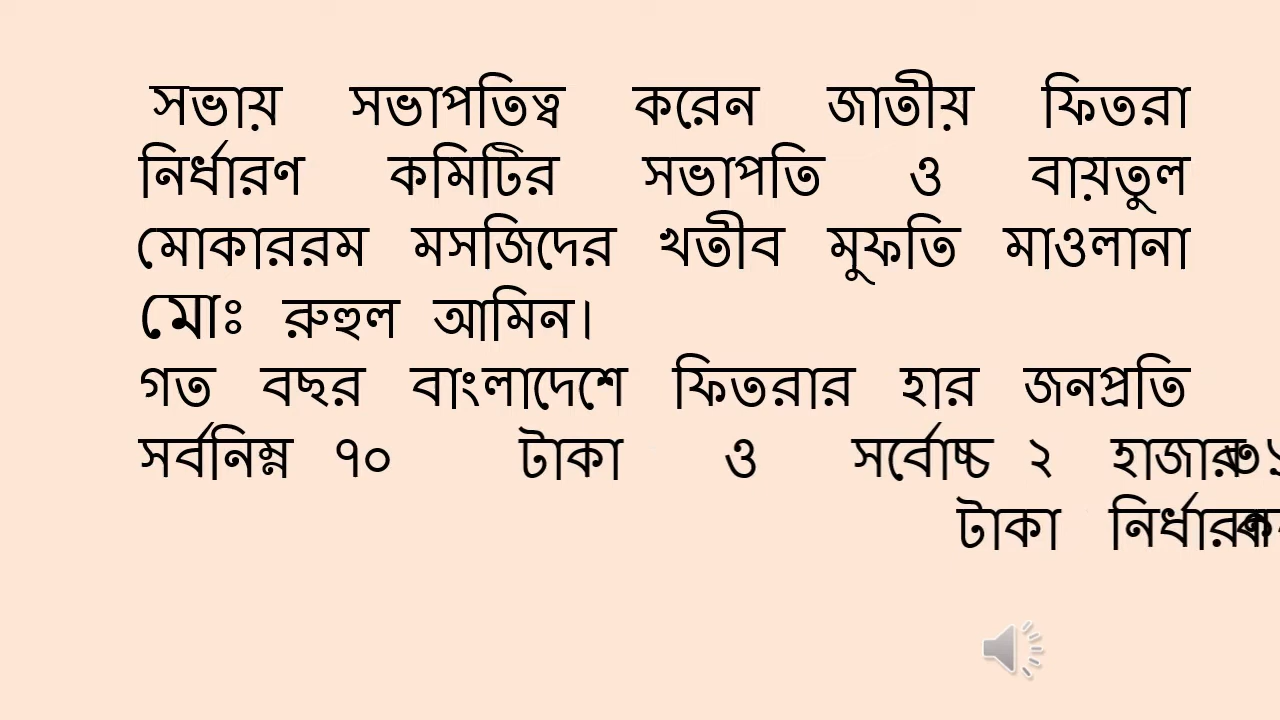 সভায় সভাপতিত্ব করেন জাতীয় ফিতরা
নির্ধারণ কমিটির সভাপতি ও বায়তুল
মোকাররম মসজিদের খতীব মুফতি মাওলানা
মোঃ রুহুল আমিন।
গত বছর বাংলাদেশে ফিতরার হার জনপ্রতি
সর্বনিম্ন ৭০ টাকা ও সর্বোচ্চ ২ হাজার
টাকা নির্ধারণ